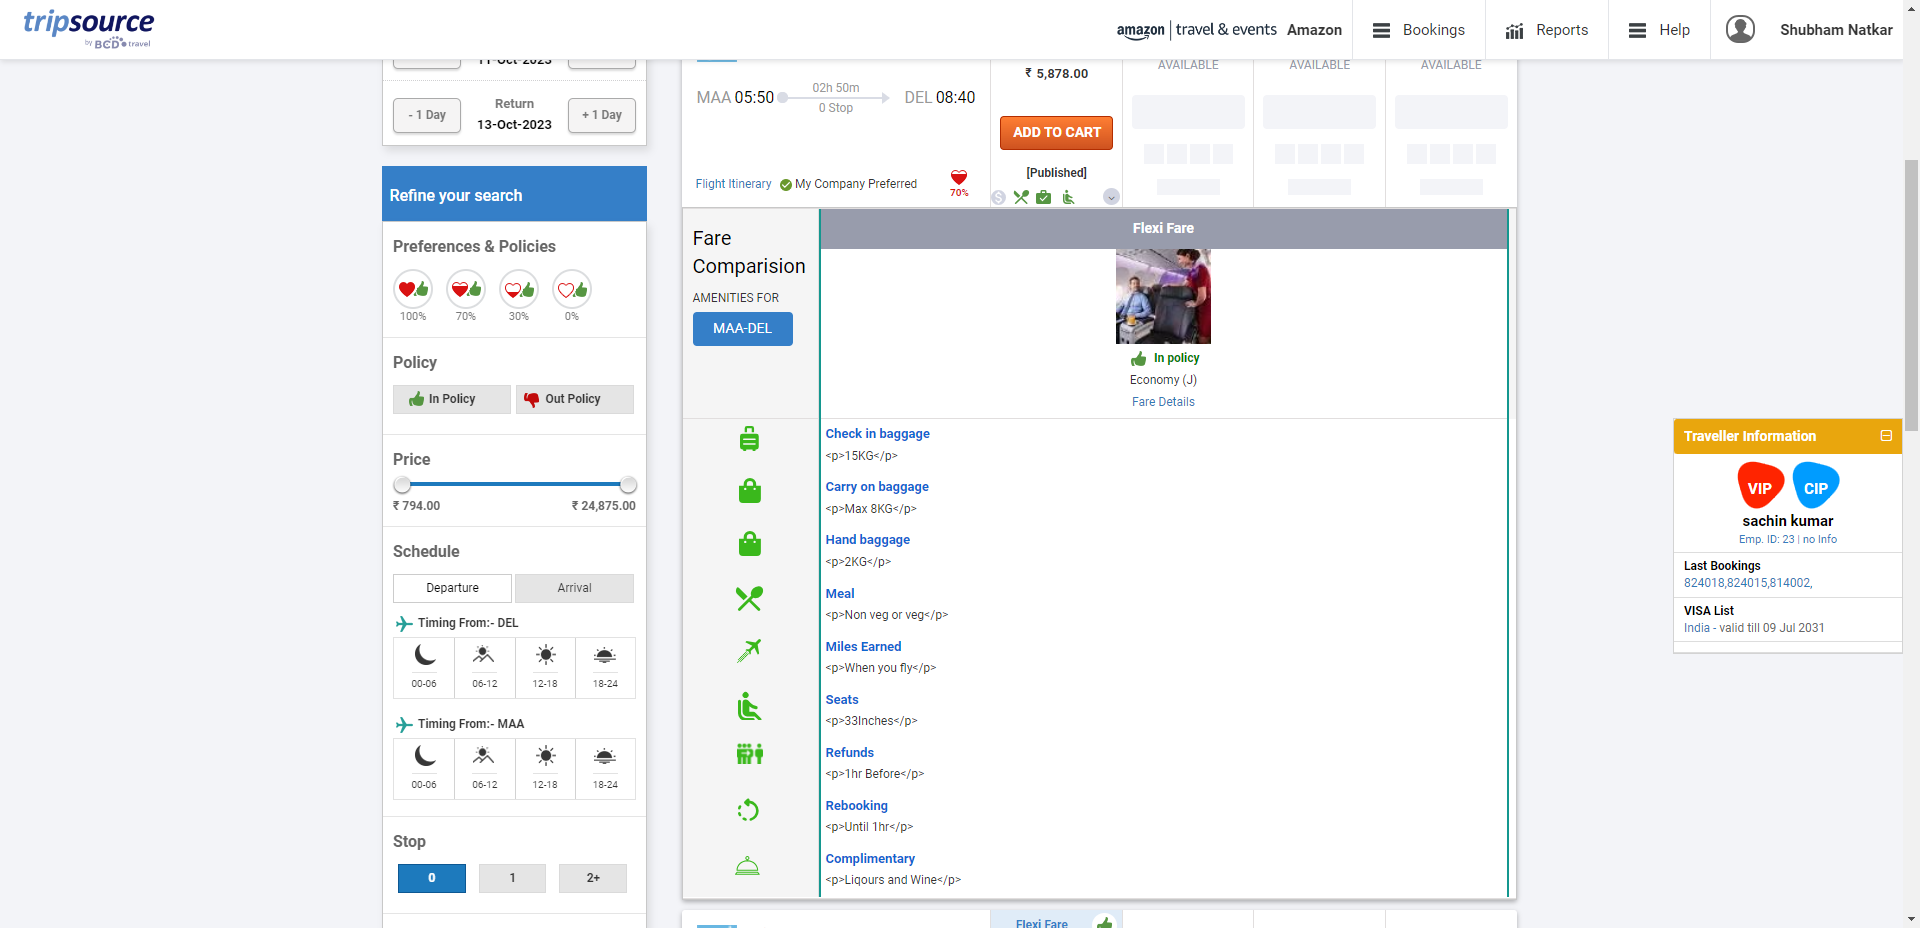 tripsource
by BCD travel
amazon | travel & events Amazon
Bookings
Reports
Help
Shubham Natkar
11-Oct-2023
- 1 Day
Return
13-Oct-2023
+ 1 Day
Refine your search
Preferences & Policies
100% 70% 30% 0%
Policy
In Policy Out Policy
Price
₹ 794.00 ₹ 24,875.00
Schedule
Departure Arrival
Timing From:- DEL
00-06 06-12 12-18 18-24
Timing From:- MAA
00-06 06-12 12-18 18-24
Stop
0 1 2+
MAA 05:50
02h 50m
0 Stop
DEL 08:40
Flight Itinerary
My Company Preferred
70%
₹ 5,878.00
ADD TO CART
[Published]
$
AVAILABLE AVAILABLE AVAILABLE
Fare
Comparision
AMENITIES FOR
MAA-DEL
Flexi Fare
In policy
Economy (J)
Fare Details
Check in baggage
<p>15KG</p>
Carry on baggage
<p>Max 8KG</p>
Hand baggage
<p>2KG</p>
Meal
<p>Non veg or veg</p>
Miles Earned
<p>When you fly</p>
Seats
<p>33Inches</p>
Refunds
<p>1hr Before</p>
Rebooking
<p>Until 1hr</p>
Complimentary
<p>Liqours and Wine</p>
Flexi Fare
Traveller Information
VIP CIP
sachin kumar
Emp. ID: 23 | no Info
Last Bookings
824018,824015,814002,
VISA List
India - valid till 09 Jul 2031